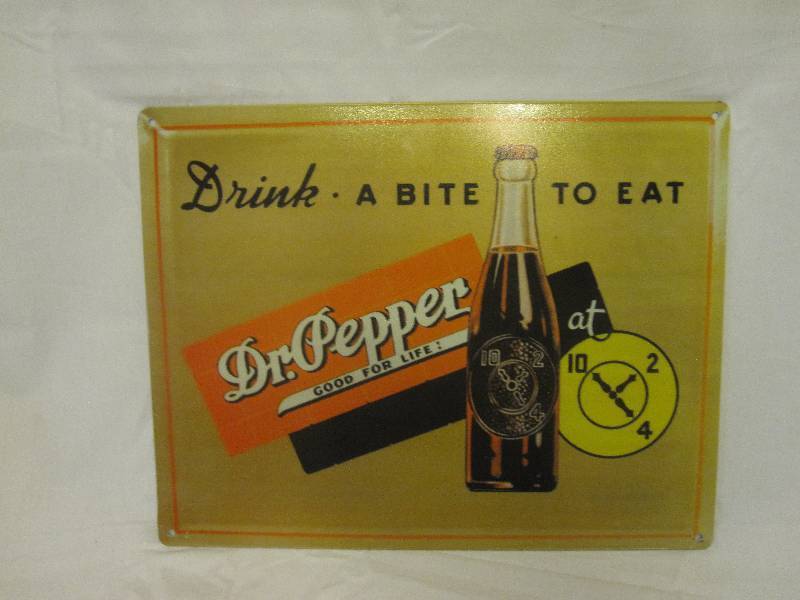 Drink · A BITE TO EAT
Dr. Pepper
GOOD FOR LIFE!
at
10 2
4
10 2
4